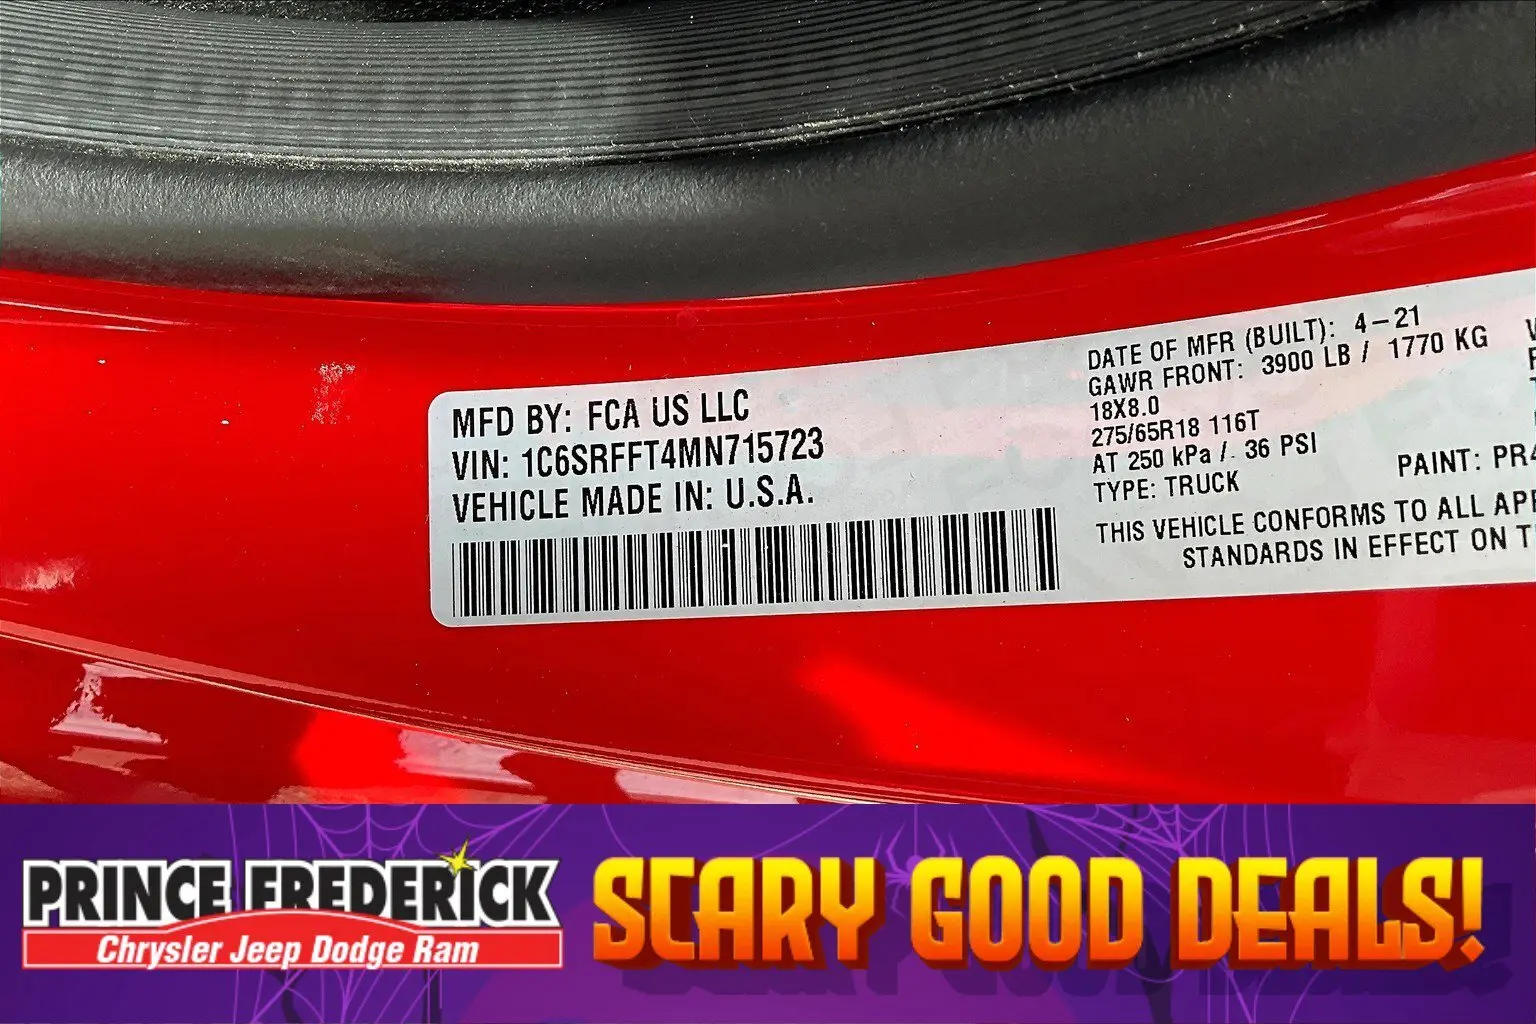 MFD BY: FCA US LLC
VIN: 1C6SRFFT4MN715723
VEHICLE MADE IN: U.S.A.
DATE OF MFR (BUILT): 4-21
GAWR FRONT: 3900 LB / 1770 KG
18X8.0
275/65R18 116T
AT 250 kPa / 36 PSI
TYPE: TRUCK
PAINT: PR4
THIS VEHICLE CONFORMS TO ALL
STANDARDS IN EFFECT ON
PRINCE FREDERICK
Chrysler Jeep Dodge Ram
SCARY GOOD DEALS!